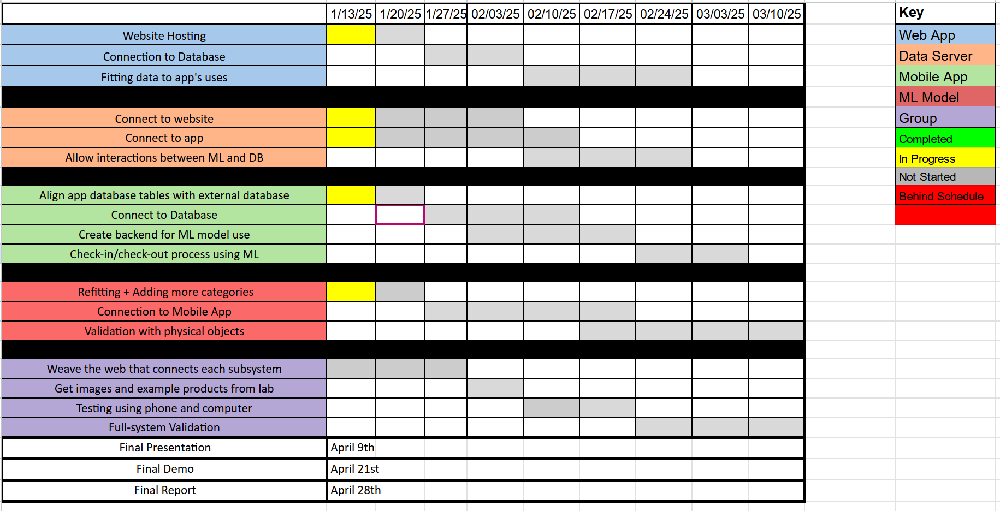 1/13/25 1/20/25 1/27/25 02/03/25 02/10/25 02/17/25 02/24/25 03/03/25 03/10/25
Website Hosting
Connection to Database
Fitting data to app's uses
Connect to website
Connect to app
Allow interactions between ML and DB
Align app database tables with external database
Connect to Database
Create backend for ML model use
Check-in/check-out process using ML
Refitting + Adding more categories
Connection to Mobile App
Validation with physical objects
Weave the web that connects each subsystem
Get images and example products from lab
Testing using phone and computer
Full-system Validation
Final Presentation April 9th
Final Demo April 21st
Final Report April 28th
Key
Web App
Data Server
Mobile App
ML Model
Group
Completed
In Progress
Not Started
Behind Schedule